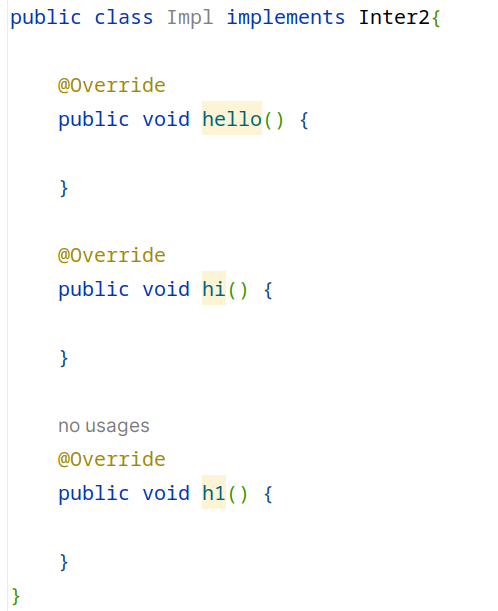 public class Impl implements Inter2{
@Override
public void hello() {
}
@Override
public void hi() {
}
no usages
@Override
public void h1() {
}
}